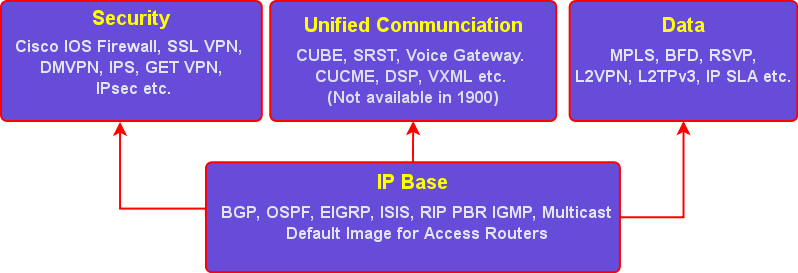 Security
Cisco IOS Firewall, SSL VPN,
DMVPN, IPS, GET VPN,
IPsec etc.
Unified Communciation
CUBE, SRST, Voice Gateway.
CUCME, DSP, VXML etc.
(Not available in 1900)
Data
MPLS, BFD, RSVP,
L2VPN, L2TPv3, IP SLA etc.
IP Base
BGP, OSPF, EIGRP, ISIS, RIP PBR IGMP, Multicast
Default Image for Access Routers